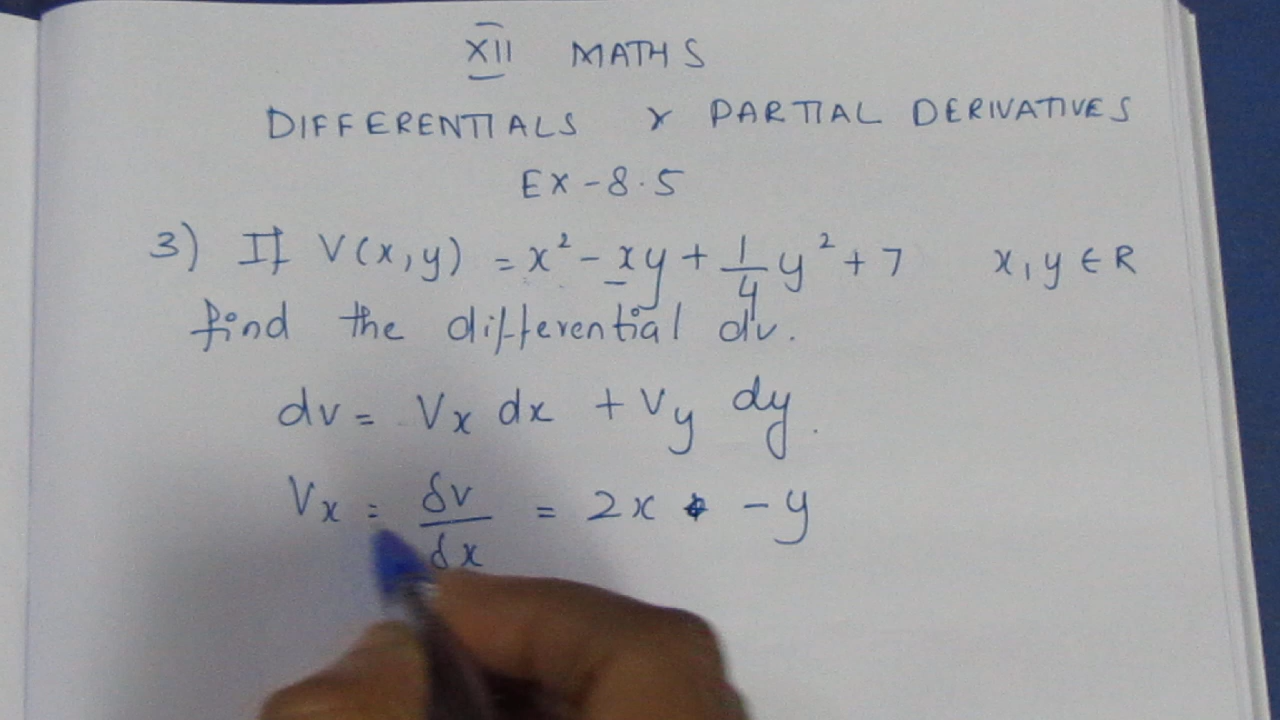 XII MATHS
DIFFERENTIALS & PARTIAL DERIVATIVES
EX-8.5
3) If V(x,y) = x² - xy + 1/4 y² + 7 x, y ∈ R
find the differential dv.
dv = Vx dx + Vy dy.
Vx = δv/δx = 2x - y